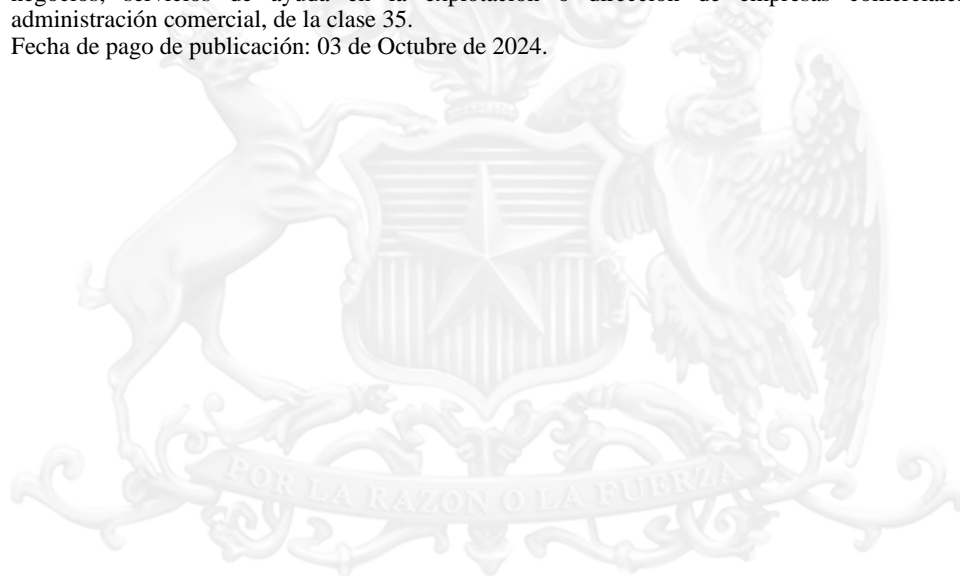 negocios, servicios de ayuda en la explotación o dirección de empresas comerciales
administración comercial, de la clase 35.
Fecha de pago de publicación: 03 de Octubre de 2024.
POR LA RAZON O LA FUERZA